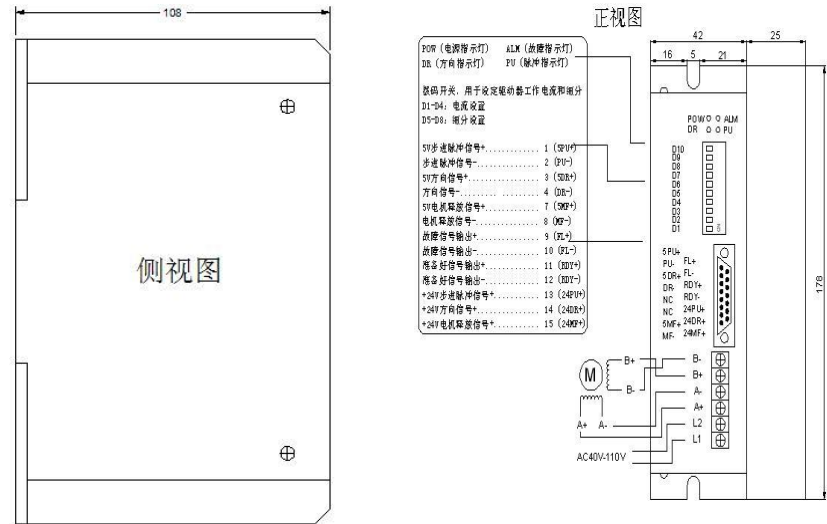 108
侧视图
正视图
POW (电源指示灯) ALM (故障指示灯)
DR (方向指示灯) PU (脉冲指示灯)
拨码开关，用于设定驱动器工作电流和细分
D1-D4: 电流设置
D5-D8: 细分设置
5V步进脉冲信号+............ 1 (5PU+)
步进脉冲信号-............... 2 (PU-)
5V方向信号+................ 3 (5DR+)
方向信号-......... ......... 4 (DR-)
5V电机释放信号+............ 7 (5MF+)
电机释放信号-............... 8 (MF-)
故障信号输出+............... 9 (FL+)
故障信号输出-............... 10 (FL-)
准备好信号输出+............ 11 (RDY+)
准备好信号输出-............ 12 (RDY-)
+24V步进脉冲信号+.......... 13 (24PU+)
+24V方向信号+.............. 14 (24DR+)
+24V电机释放信号+.......... 15 (24MF+)
42 25
16 5 21
POW ALM
DR PU
D10
D9
D8
D7
D6
D5
D4
D3
D2
D1
5PU+
PU-
5DR+
DR-
NC
NC
5MF+
MF-
FL+
FL-
RDY+
RDY-
24PU+
24DR+
24MF+
178
M
B+
B-
A+ A-
B-
B+
A-
A+
L2
L1
AC40V-110V